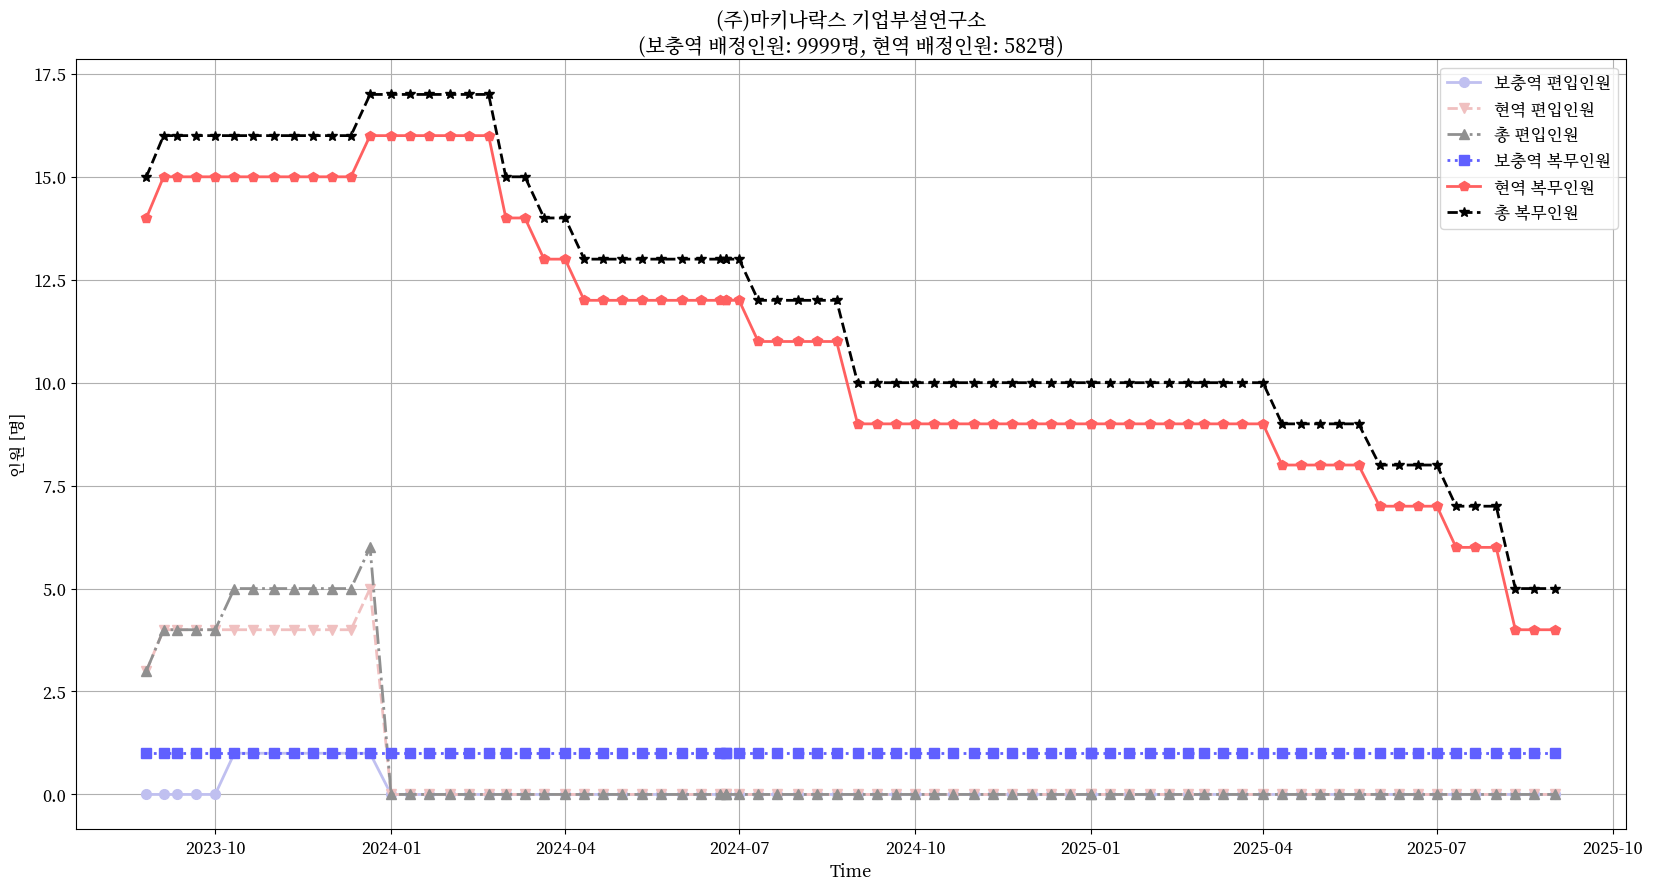 (주)마키나락스 기업부설연구소
(보충역 배정인원: 9999명, 현역 배정인원: 582명)
17.5
15.0
12.5
10.0
7.5
5.0
2.5
0.0
인원 [명]
보충역 편입인원
현역 편입인원
총 편입인원
보충역 복무인원
현역 복무인원
총 복무인원
2023-10
2024-01
2024-04
2024-07
2024-10
2025-01
2025-04
2025-07
2025-10
Time